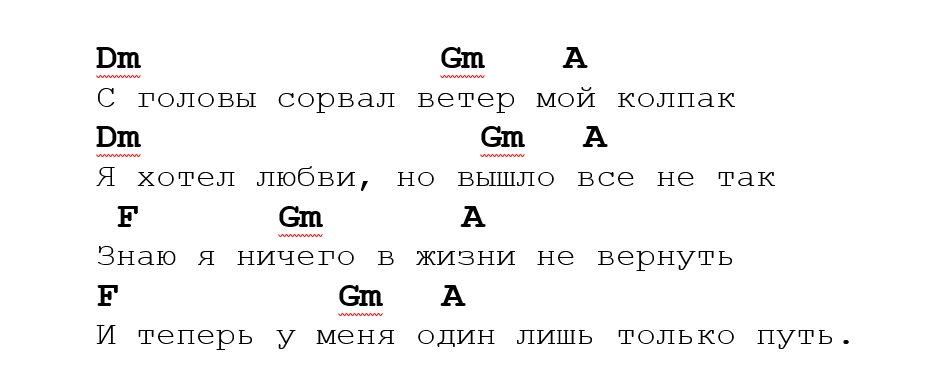 Dm               Gm    A
С головы сорвал ветер мой колпак
Dm                 Gm   A
Я хотел любви, но вышло все не так
 F       Gm       A
Знаю я ничего в жизни не вернуть
F           Gm   A
И теперь у меня один лишь только путь.